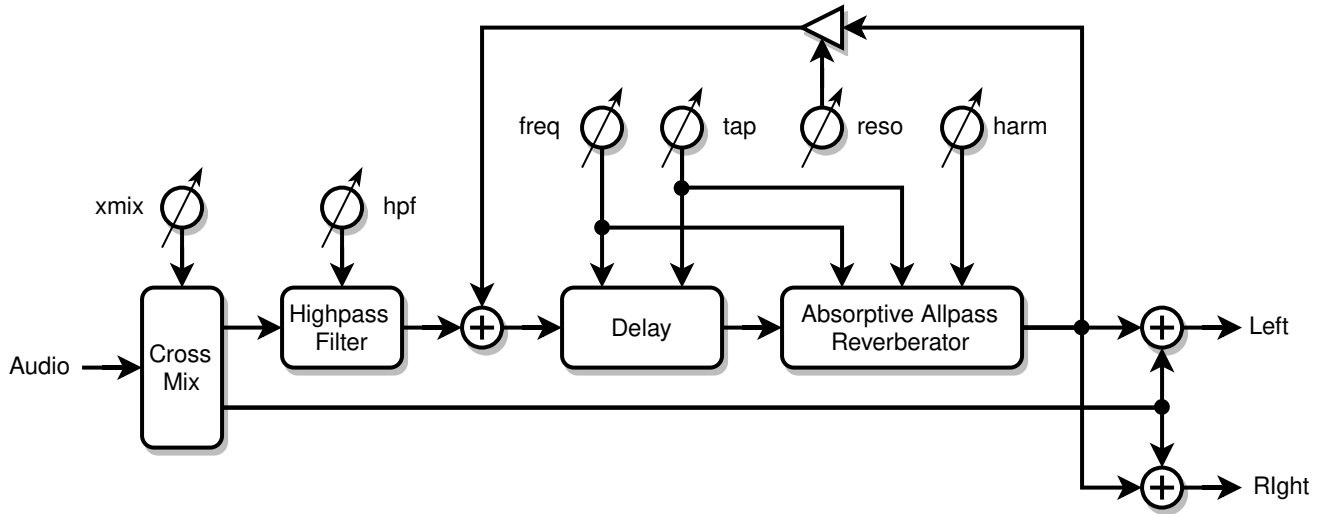 freq
tap
reso
harm
xmix
hpf
Highpass
Filter
Delay
Absorptive Allpass
Reverberator
Left
Audio
Cross
Mix
RIght